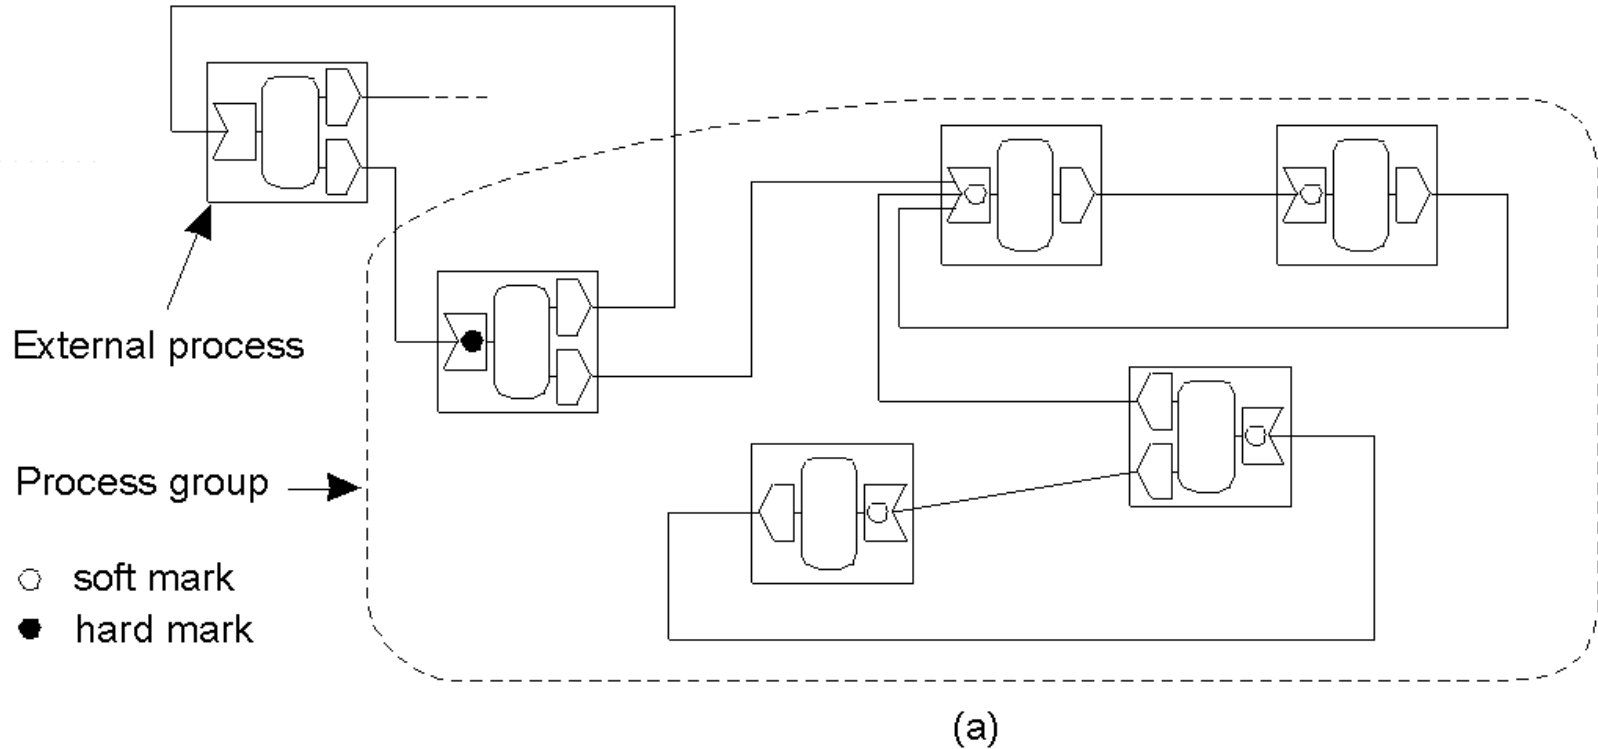 External process
Process group
soft mark
hard mark
(a)